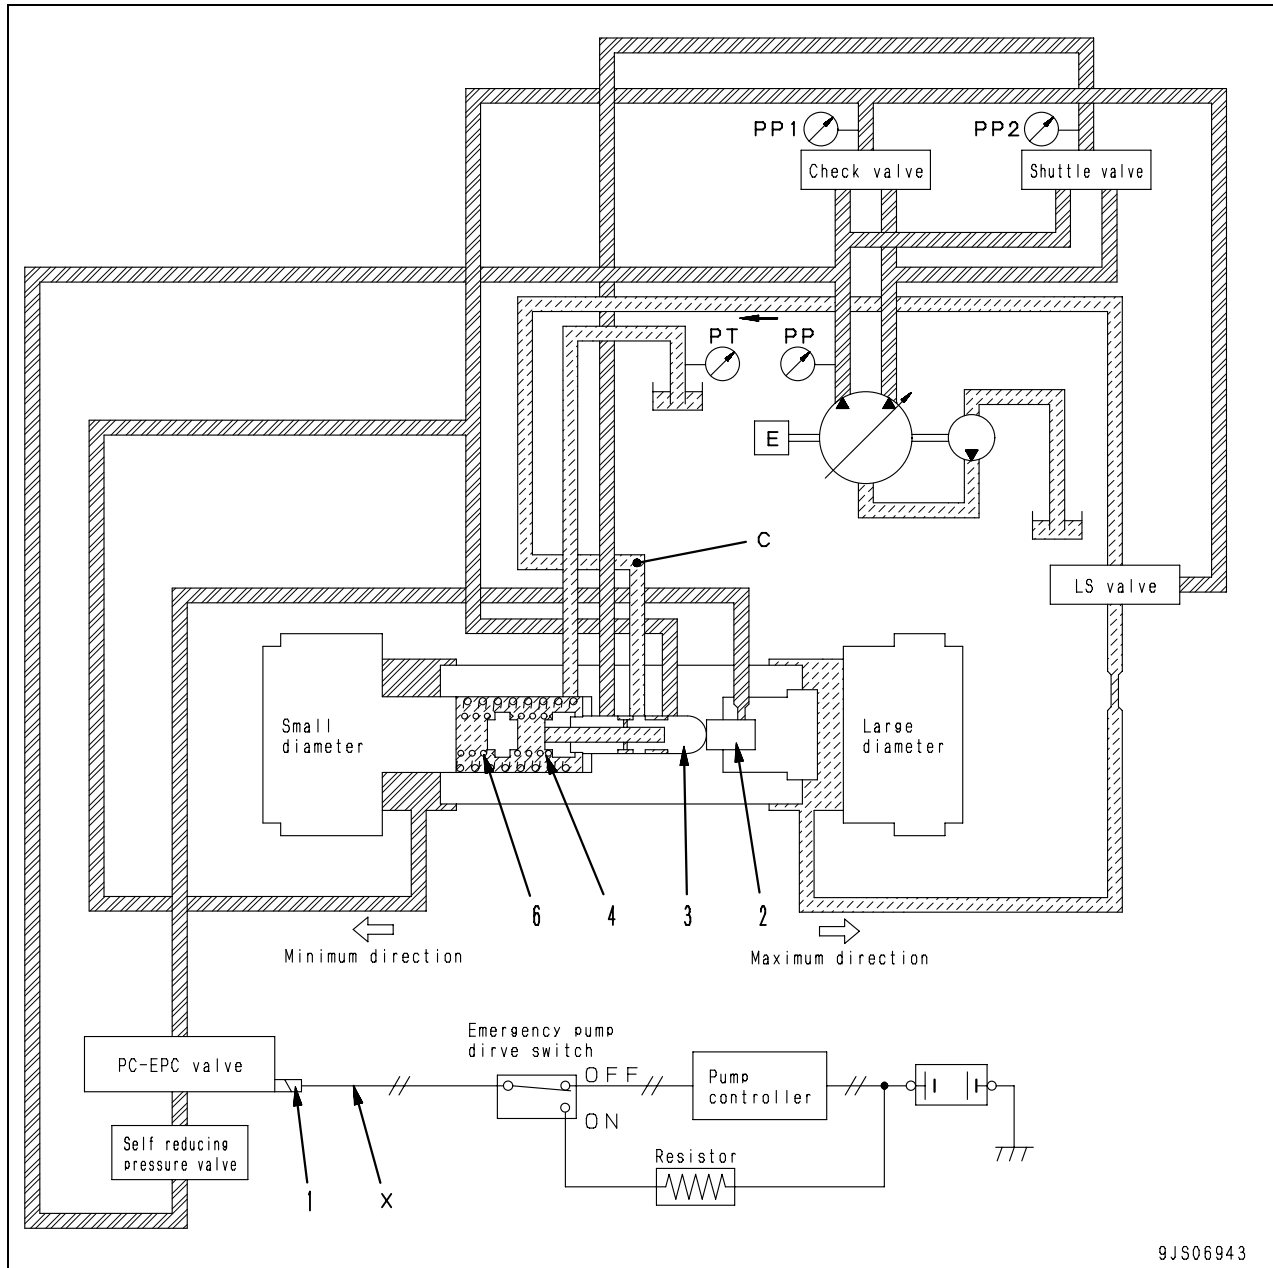 PP1
PP2
Check valve
Shuttle valve
PT
PP
E
C
LS valve
Small
diameter
Large
diameter
6
4
3
2
Minimum direction
Maximum direction
Emergency pump
dirve switch
PC-EPC valve
OFF
Pump
controller
ON
Self reducing
pressure valve
Resistor
1
X
9JS06943